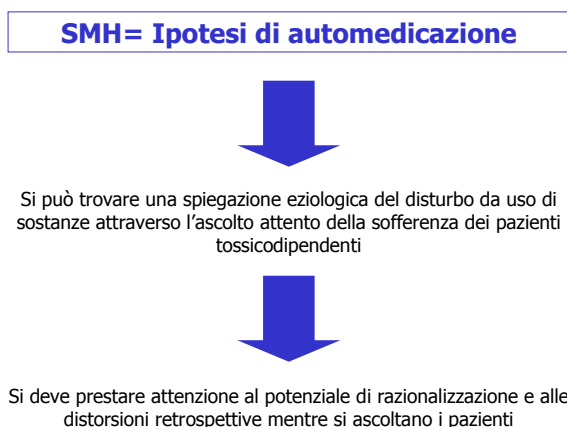 SMH= Ipotesi di automedicazione
Si può trovare una spiegazione eziologica del disturbo da uso di
sostanze attraverso l'ascolto attento della sofferenza dei pazienti
tossicodipendenti
Si deve prestare attenzione al potenziale di razionalizzazione e alle
distorsioni retrospettive mentre si ascoltano i pazienti